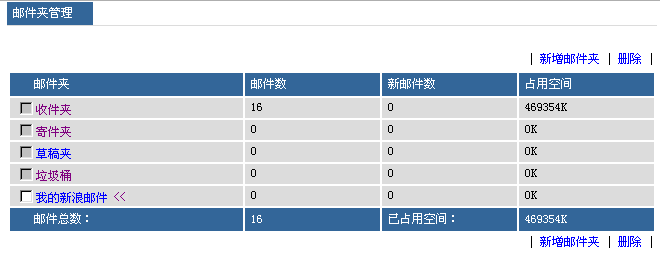 邮件夹管理
| 新增邮件夹 | 删除 |
邮件夹 邮件数 新邮件数 占用空间
收件夹 16 0 469354K
寄件夹 0 0 0K
草稿夹 0 0 0K
垃圾桶 0 0 0K
我的新浪邮件 << 0 0 0K
邮件总数： 16 已占用空间： 469354K
| 新增邮件夹 | 删除 |